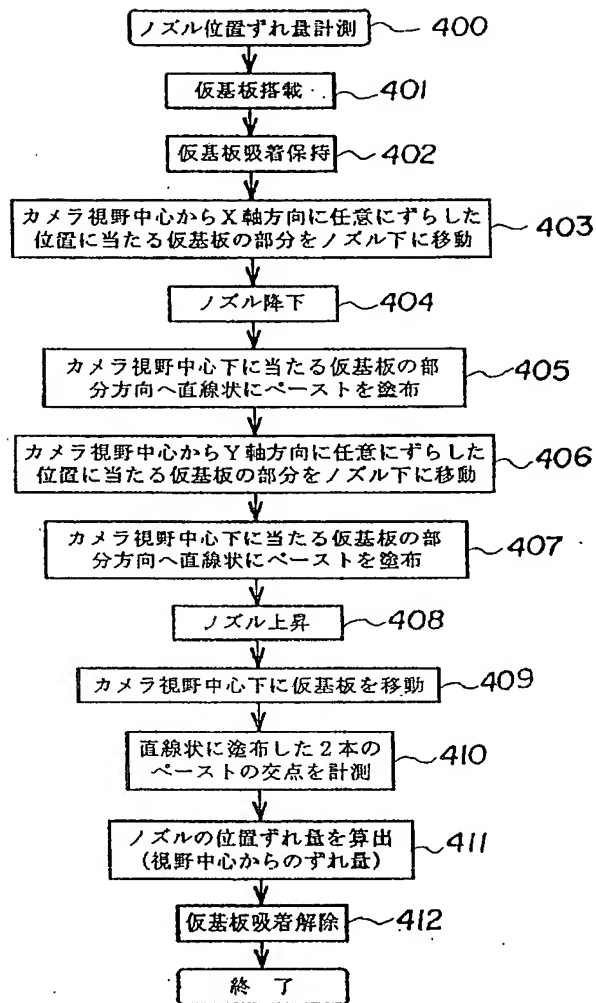 ノズル位置ずれ量計測 400
仮基板搭載 401
仮基板吸着保持 402
カメラ視野中心からX軸方向に任意にずらした
位置に当たる仮基板の部分をノズル下に移動 403
ノズル降下 404
カメラ視野中心下に当たる仮基板の部
分方向へ直線状にペーストを塗布 405
カメラ視野中心からY軸方向に任意にずらした
位置に当たる仮基板の部分をノズル下に移動 406
カメラ視野中心下に当たる仮基板の部
分方向へ直線状にペーストを塗布 407
ノズル上昇 408
カメラ視野中心下に仮基板を移動 409
直線状に塗布した2本の
ペーストの交点を計測 410
ノズルの位置ずれ量を算出
(視野中心からのずれ量) 411
仮基板吸着解除 412
終 了